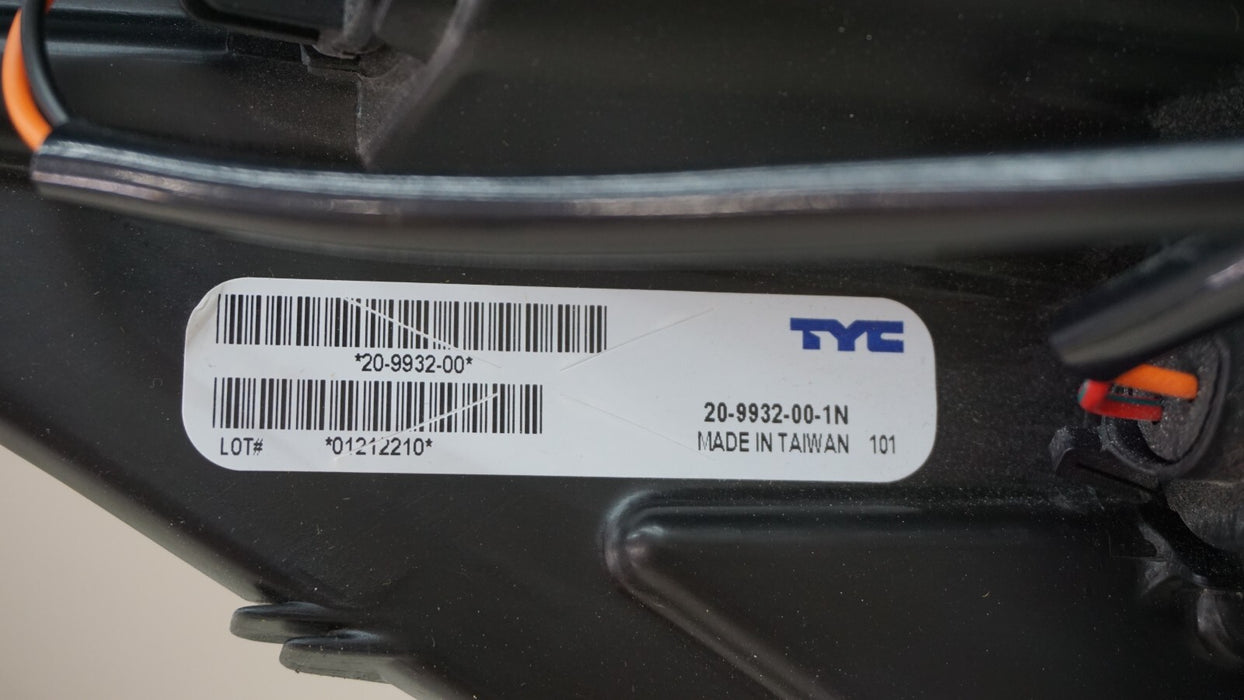 *20-9932-00*
LOT# *01212210*
TYC
20-9932-00-1N
MADE IN TAIWAN 101